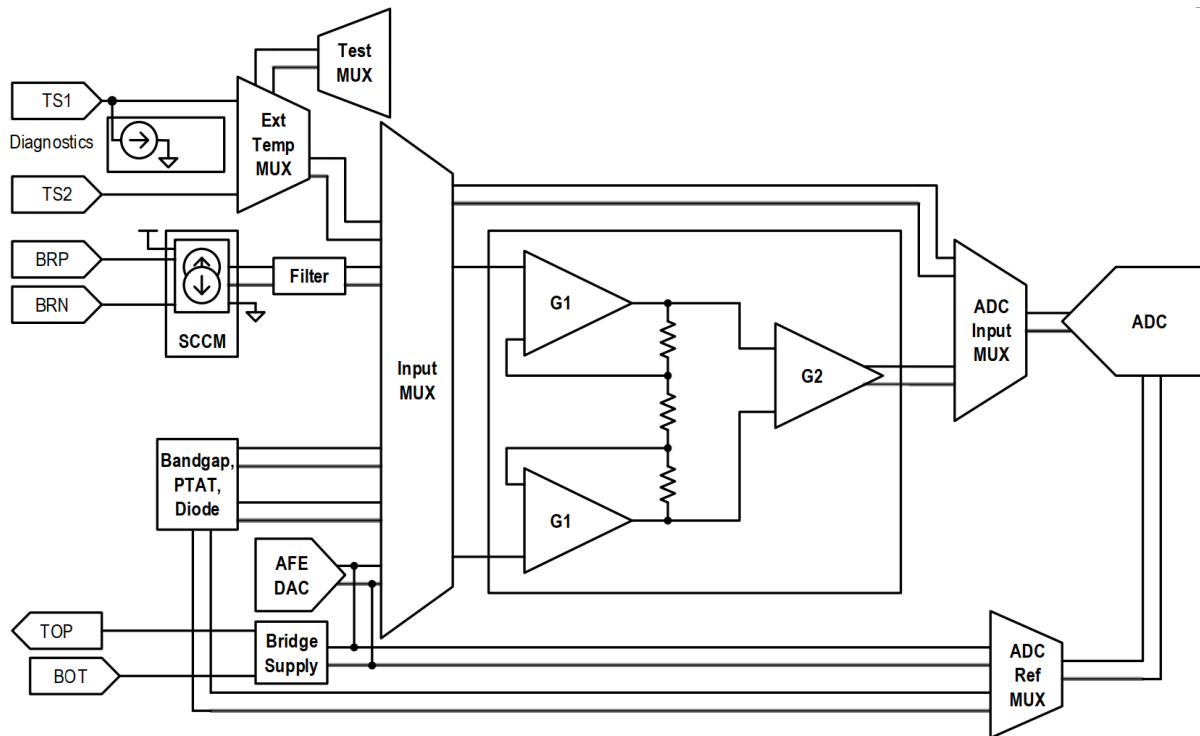 Test
MUX
TS1
Ext
Temp
MUX
Diagnostics
TS2
BRP
BRN
SCCM
Filter
Input
MUX
G1
G2
G1
ADC
Input
MUX
ADC
Bandgap,
PTAT,
Diode
AFE
DAC
TOP
BOT
Bridge
Supply
ADC
Ref
MUX